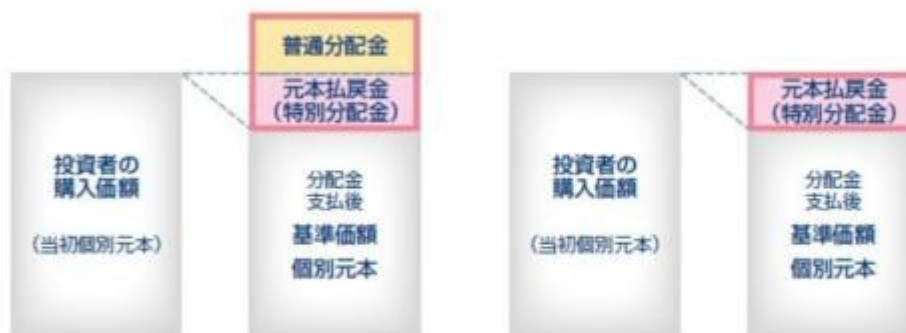 普通分配金
元本払戻金
（特別分配金）
投資者の
購入価額
（当初個別元本）
分配金
支払後
基準価額
個別元本
元本払戻金
（特別分配金）
投資者の
購入価額
（当初個別元本）
分配金
支払後
基準価額
個別元本